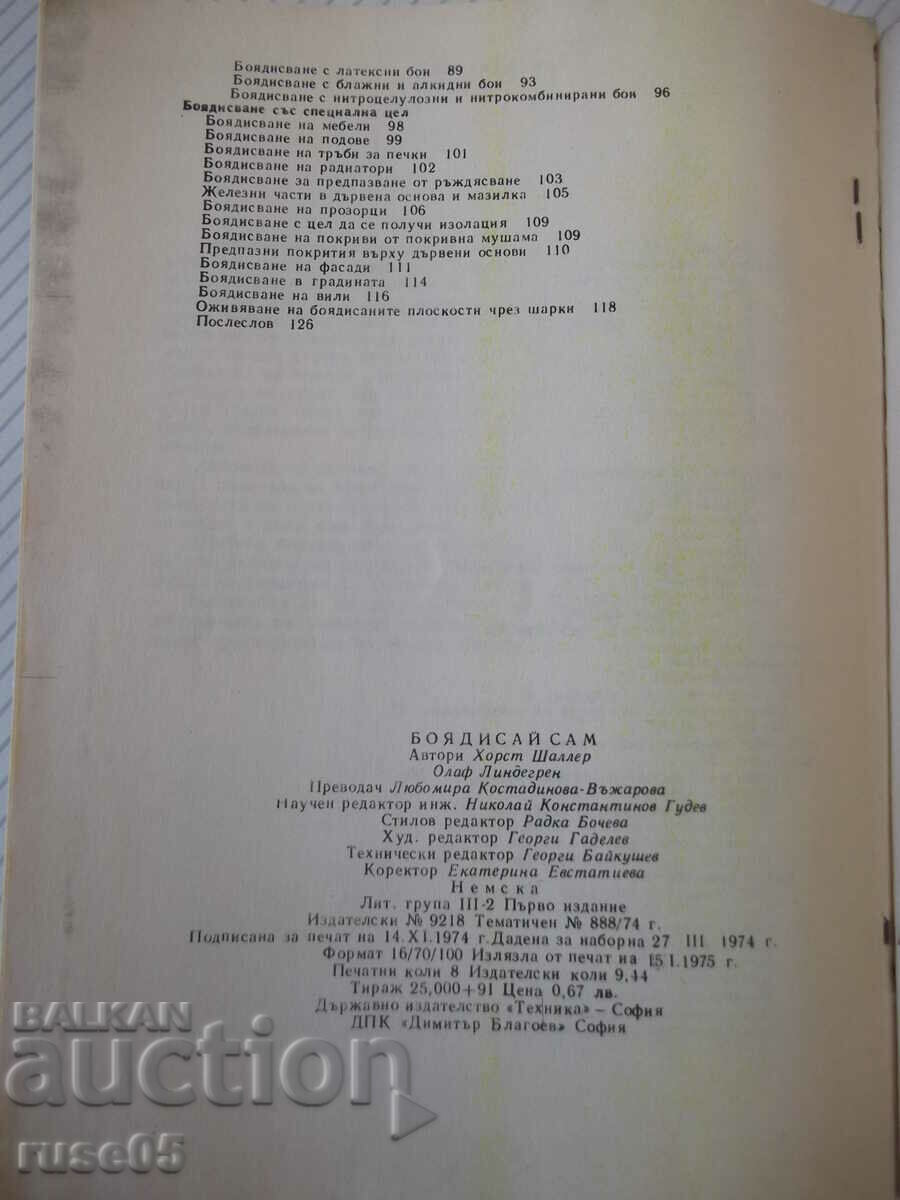 Боядисване с латексни бои 89
Боядисване с блажни и алкидни бои 93
Боядисване с нитроцелулозни и нитрокомбинирани бои 96
Боядисване със специална цел
Боядисване на мебели 98
Боядисване на подове 99
Боядисване на тръби за печки 101
Боядисване на радиатори 102
Боядисване за предпазване от ръждясване 103
Железни части в дървена основа и мазилка 105
Боядисване на прозорци 106
Боядисване с цел да се получи изолация 109
Боядисване на покриви от покривна мушама 109
Предпазни покрития върху дървени основи 110
Боядисване на фасади 111
Боядисване в градината 114
Боядисване на вили 116
Оживяване на боядисаните плоскости чрез шарки 118
Послеслов 126
БОЯДИСАЙ САМ
Автори Хорст Шаллер
Олаф Линдегрен
Преводач Любомира Костадинова-Въжарова
Научен редактор инж. Николай Константинов Гудев
Стилов редактор Радка Бочева
Худ. редактор Георги Гаделев
Технически редактор Георги Байкушев
Коректор Екатерина Евстатиева
Немска
Лит. група III-2 Първо издание
Издателски № 9218 Тематичен № 888/74 г.
Подписана за печат на 14.XI.1974 г.Дадена за набор на 27 III 1974 г.
Формат 16/70/100 Излязла от печат на 15.I.1975 г.
Печатни коли 8 Издателски коли 9,44
Тираж 25,000+91 Цена 0,67 лв.
Държавно издателство «Техника» – София
ДПК «Димитър Благоев» София
BALKAN
auction
ruse05